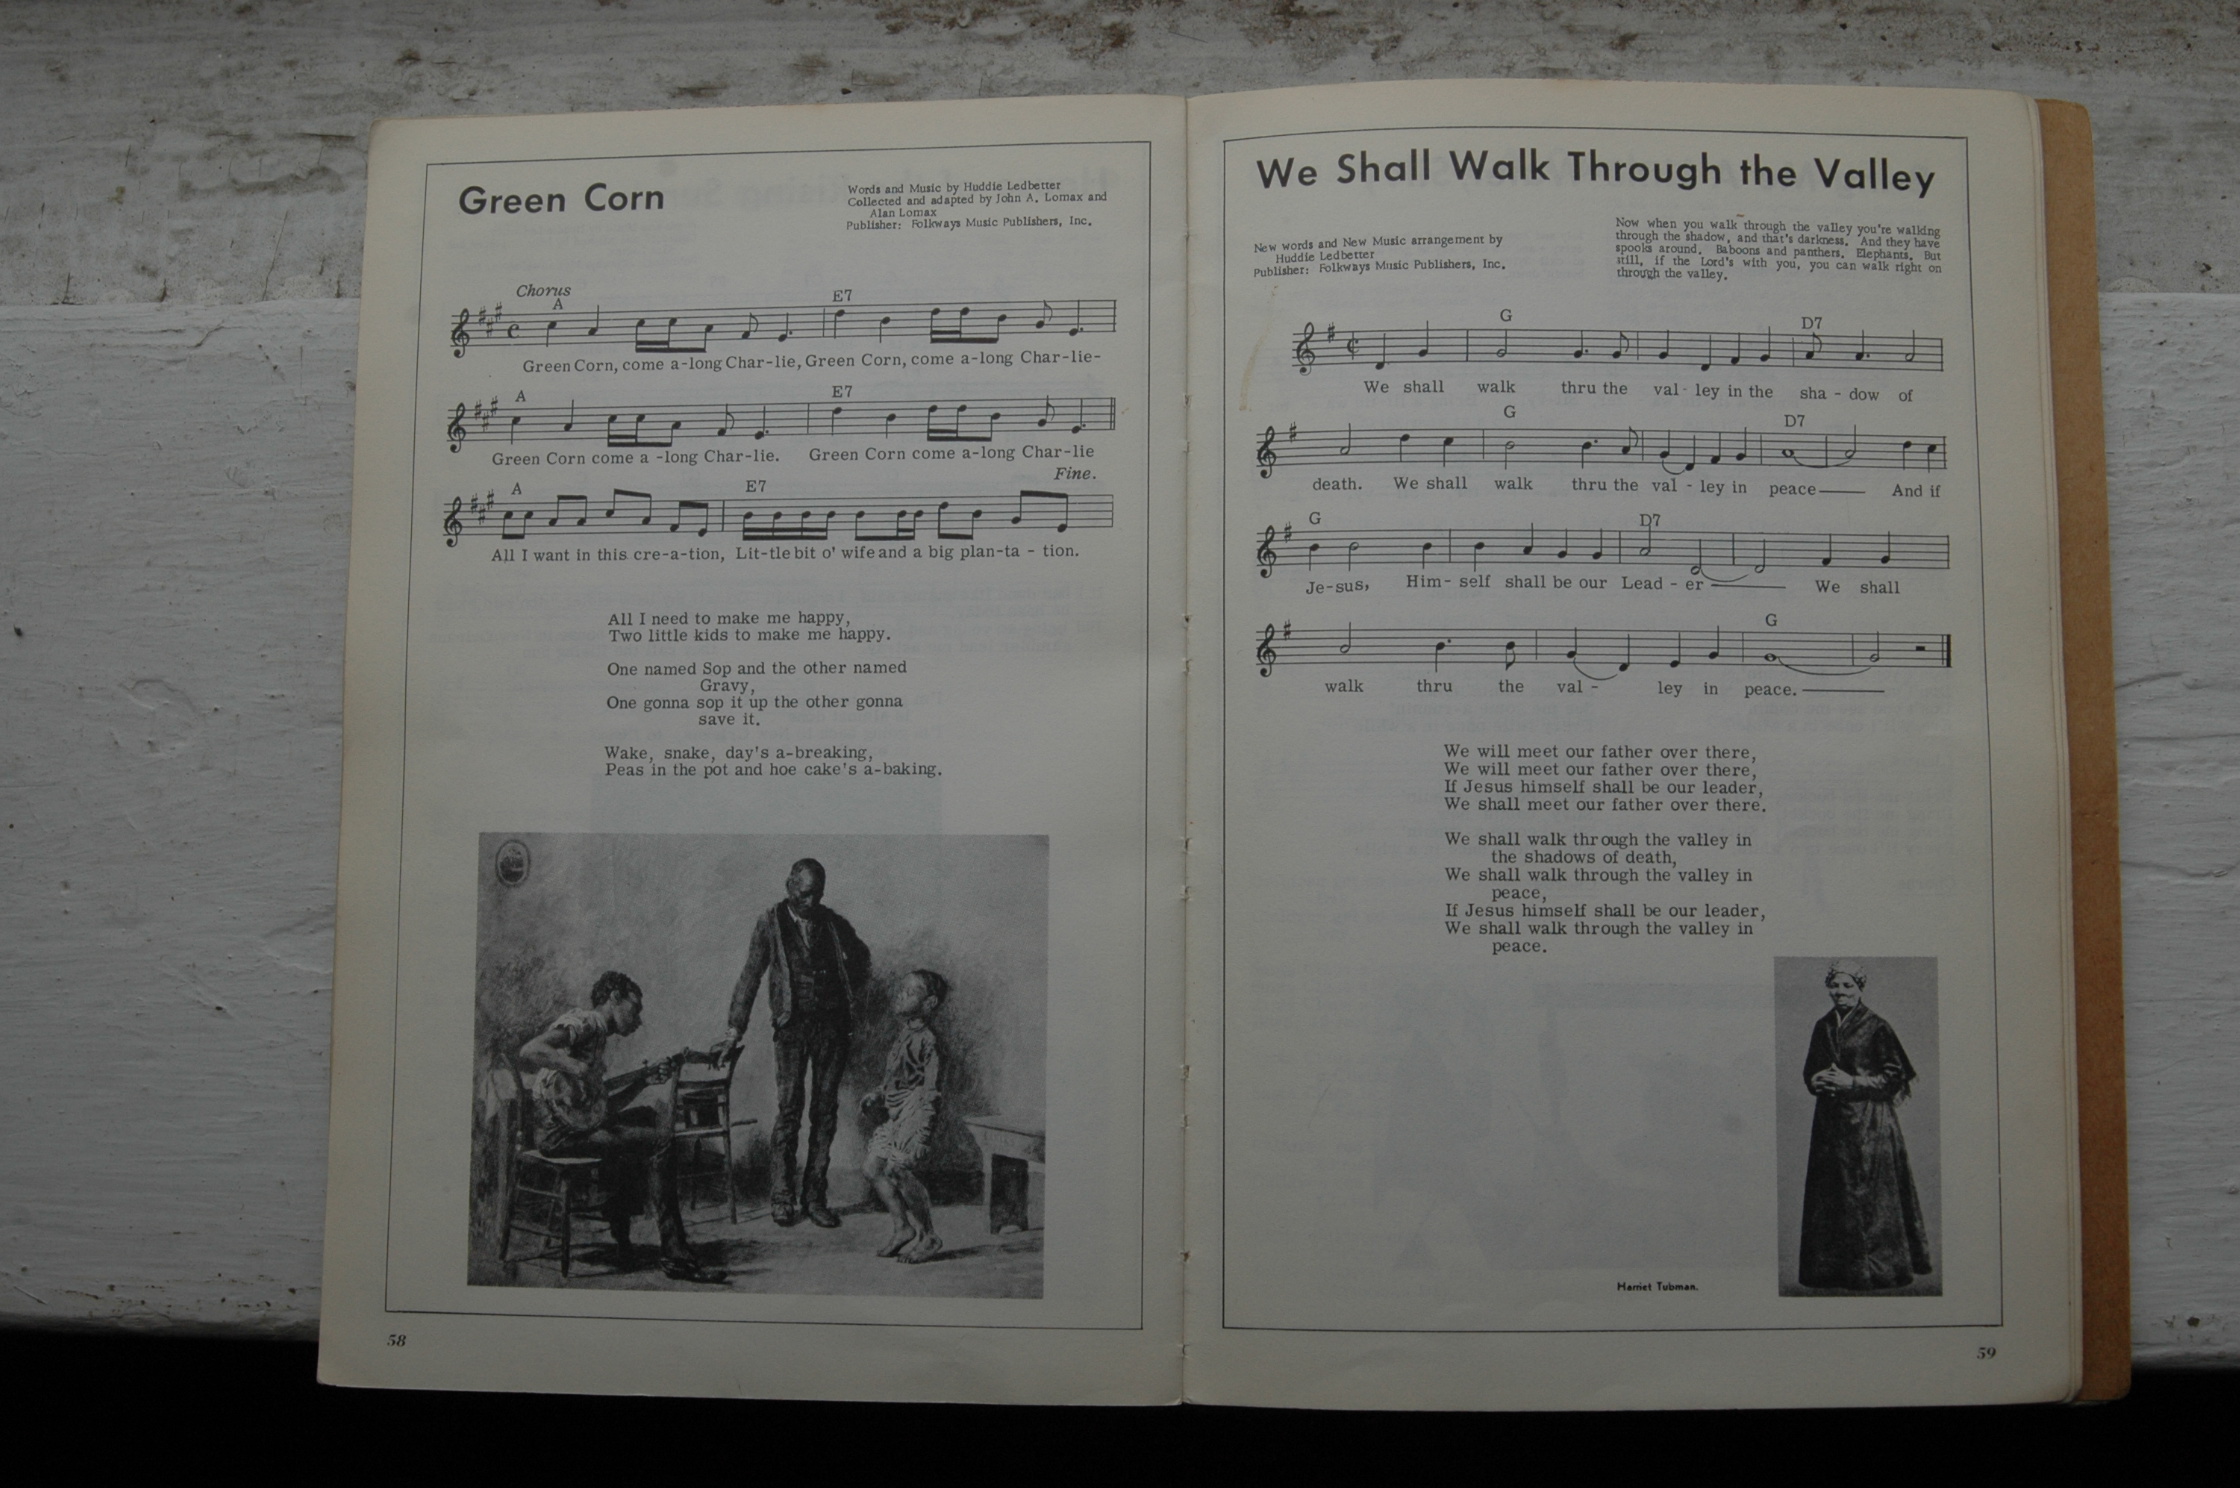 Green Corn
Words and Music by Huddie Ledbetter
Collected and adapted by John A. Lomax and
Alan Lomax
Publisher: Folkways Music Publishers, Inc.
Chorus
A E7
Green Corn, come a-long Char-lie, Green Corn, come a-long Char-lie-
A E7
Green Corn come a -long Char-lie. Green Corn come a-long Char-lie
Fine.
A E7
All I want in this cre-a-tion, Lit-tle bit o' wife and a big plan-ta - tion.
All I need to make me happy,
Two little kids to make me happy.
One named Sop and the other named
Gravy,
One gonna sop it up the other gonna
save it.
Wake, snake, day's a-breaking,
Peas in the pot and hoe cake's a-baking.
58
We Shall Walk Through the Valley
New words and New Music arrangement by
Huddie Ledbetter
Publisher: Folkways Music Publishers, Inc.
Now when you walk through the valley you're walking
through the shadow, and that's darkness. And they have
spooks around. Baboons and panthers. Elephants. But
still, if the Lord's with you, you can walk right on
through the valley.
G D7
We shall walk thru the val - ley in the sha - dow of
G D7
death. We shall walk thru the val - ley in peace And if
G D7
Je-sus, Him- self shall be our Lead - er We shall
G
walk thru the val - ley in peace.
We will meet our father over there,
We will meet our father over there,
If Jesus himself shall be our leader,
We shall meet our father over there.
We shall walk through the valley in
the shadows of death,
We shall walk through the valley in
peace,
If Jesus himself shall be our leader,
We shall walk through the valley in
peace.
Harriet Tubman.
59